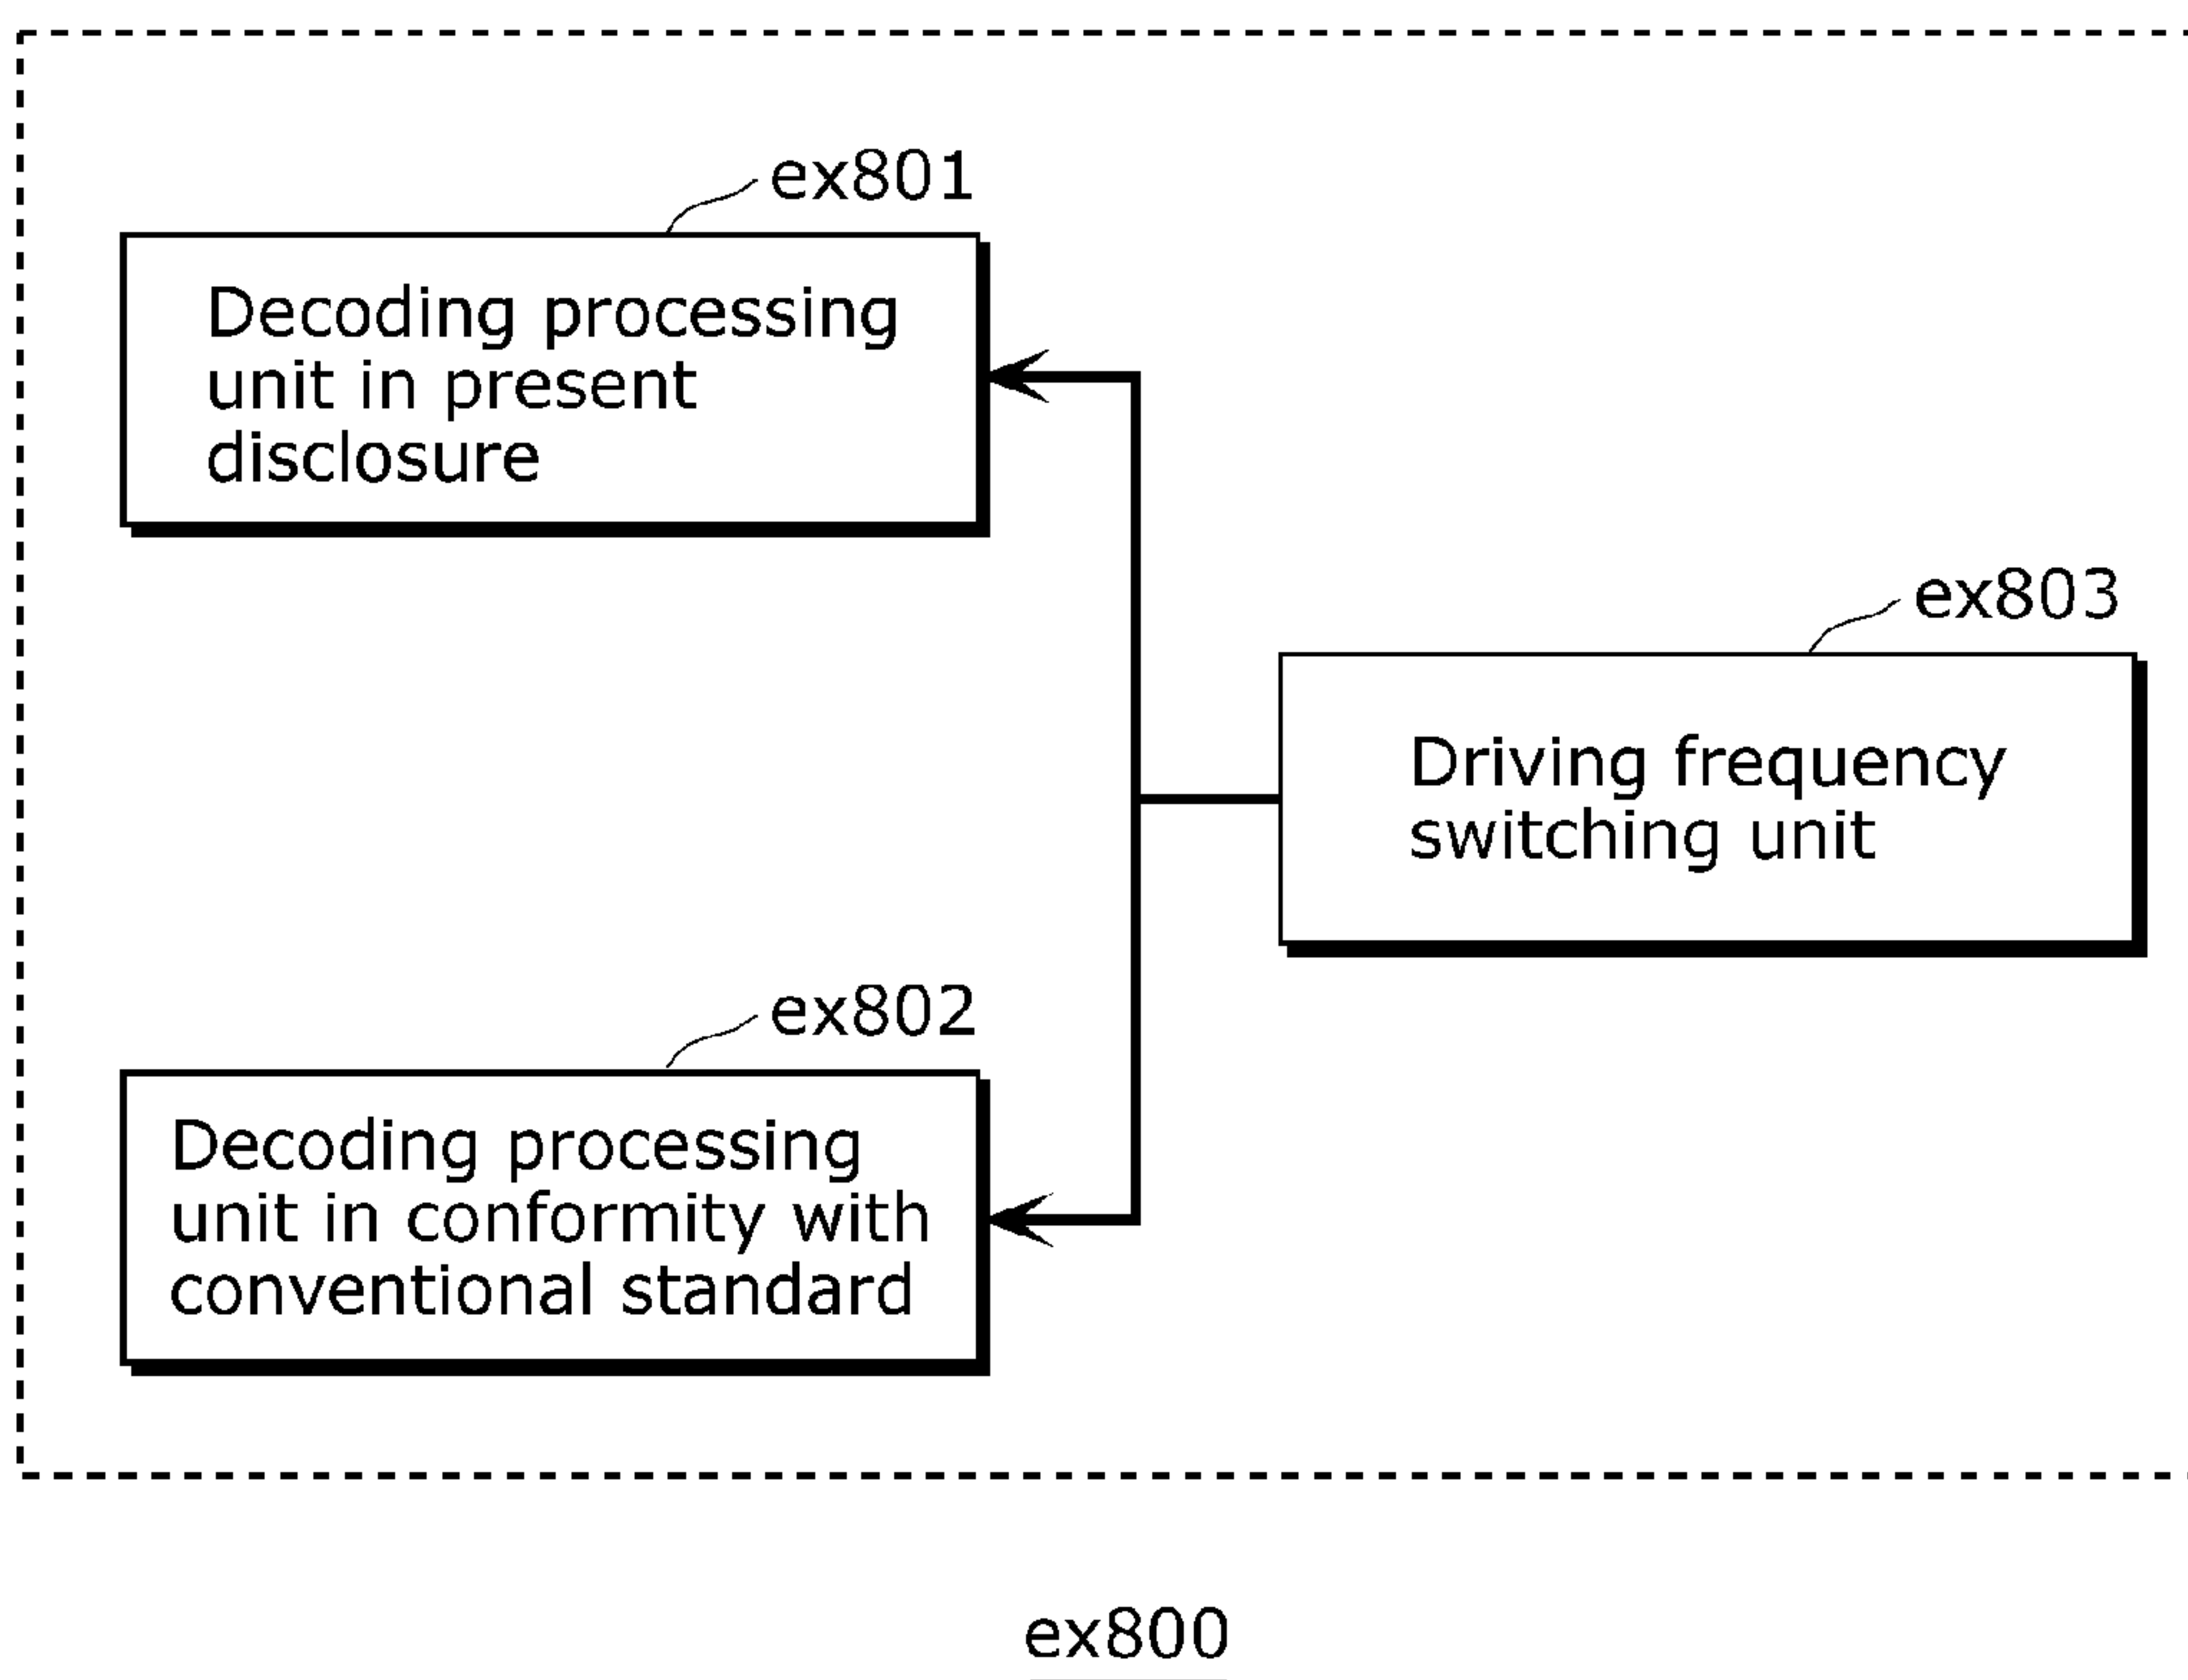 ex801
Decoding processing
unit in present
disclosure
ex803
Driving frequency
switching unit
ex802
Decoding processing
unit in conformity with
conventional standard
ex800